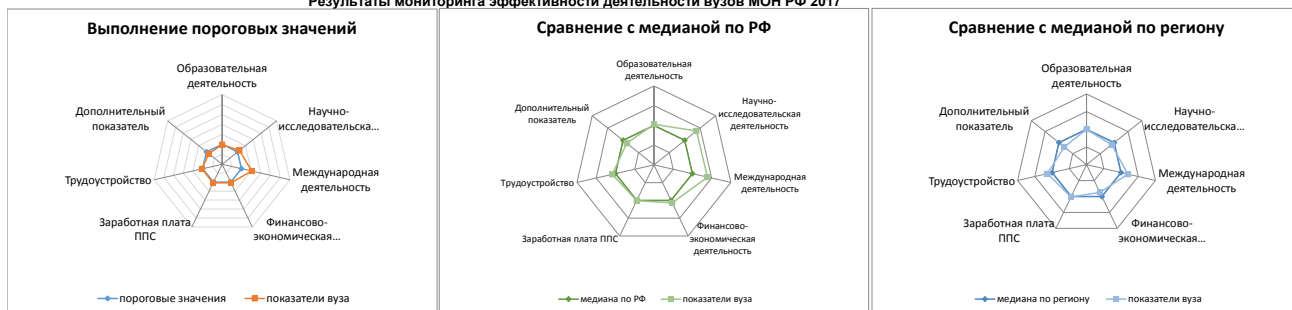 Результаты мониторинга эффективности деятельности вузов МОН РФ 2017
Выполнение пороговых значений
Образовательная
деятельность
Научно-
исследовательска…
Международная
деятельность
Финансово-
экономическая…
Заработная плата
ППС
Трудоустройство
Дополнительный
показатель
пороговые значения
показатели вуза
Сравнение с медианой по РФ
Образовательная
деятельность
Научно-
исследовательская
деятельность
Международная
деятельность
Финансово-
экономическая
деятельность
Заработная плата ППС
Трудоустройство
Дополнительный
показатель
медиана по РФ
показатели вуза
Сравнение с медианой по региону
Образовательная
деятельность
Научно-
исследовательска…
Международная
деятельность
Финансово-
экономическая…
Заработная плата
ППС
Трудоустройство
Дополнительный
показатель
медиана по региону
показатели вуза